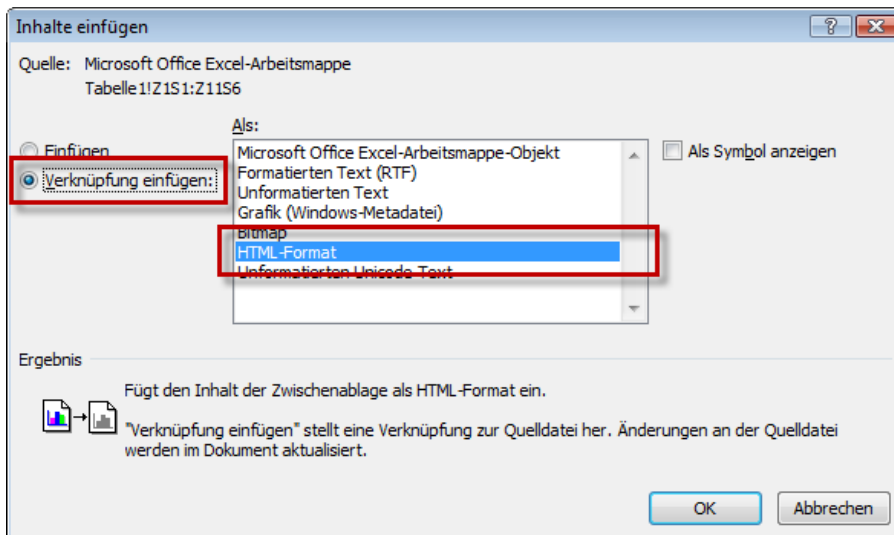 Inhalte einfügen
Quelle: Microsoft Office Excel-Arbeitsmappe
Tabelle1!Z1S1:Z11S6
Als:
Einfügen
Verknüpfung einfügen:
Microsoft Office Excel-Arbeitsmappe-Objekt
Formatierten Text (RTF)
Unformatierten Text
Grafik (Windows-Metadatei)
Bitmap
HTML-Format
Unformatierten Unicode Text
Als Symbol anzeigen
Ergebnis
Fügt den Inhalt der Zwischenablage als HTML-Format ein.
"Verknüpfung einfügen" stellt eine Verknüpfung zur Quelldatei her. Änderungen an der Quelldatei
werden im Dokument aktualisiert.
OK
Abbrechen